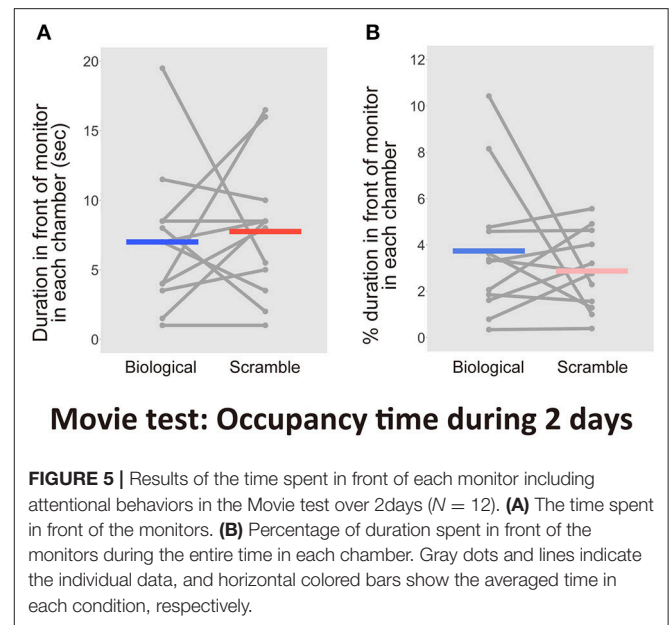 A
B
20
15
10
5
0
Duration in front of monitor
in each chamber (sec)
Biological
Scramble
12
10
8
6
4
2
0
% duration in front of monitor
in each chamber
Biological
Scramble
Movie test: Occupancy time during 2 days
FIGURE 5 | Results of the time spent in front of each monitor including
attentional behaviors in the Movie test over 2days (N = 12). (A) The time spent
in front of the monitors. (B) Percentage of duration spent in front of the
monitors during the entire time in each chamber. Gray dots and lines indicate
the individual data, and horizontal colored bars show the averaged time in
each condition, respectively.